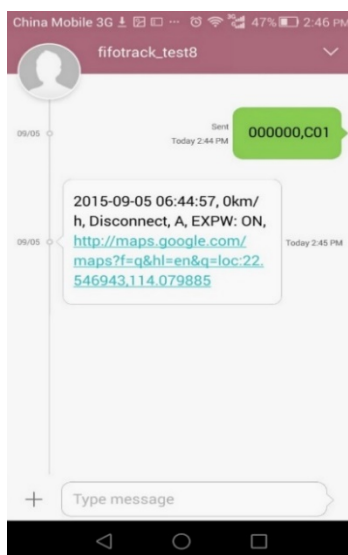 China Mobile 3G ... 3G 47% 2:46 PM
fifotrack_test8
09/05
Sent
Today 2:44 PM
000000,C01
2015-09-05 06:44:57, 0km/
h, Disconnect, A, EXPW: ON,
http://maps.google.com/
maps?f=q&hl=en&q=loc:22.
546943,114.079885
09/05
Today 2:45 PM
Type message